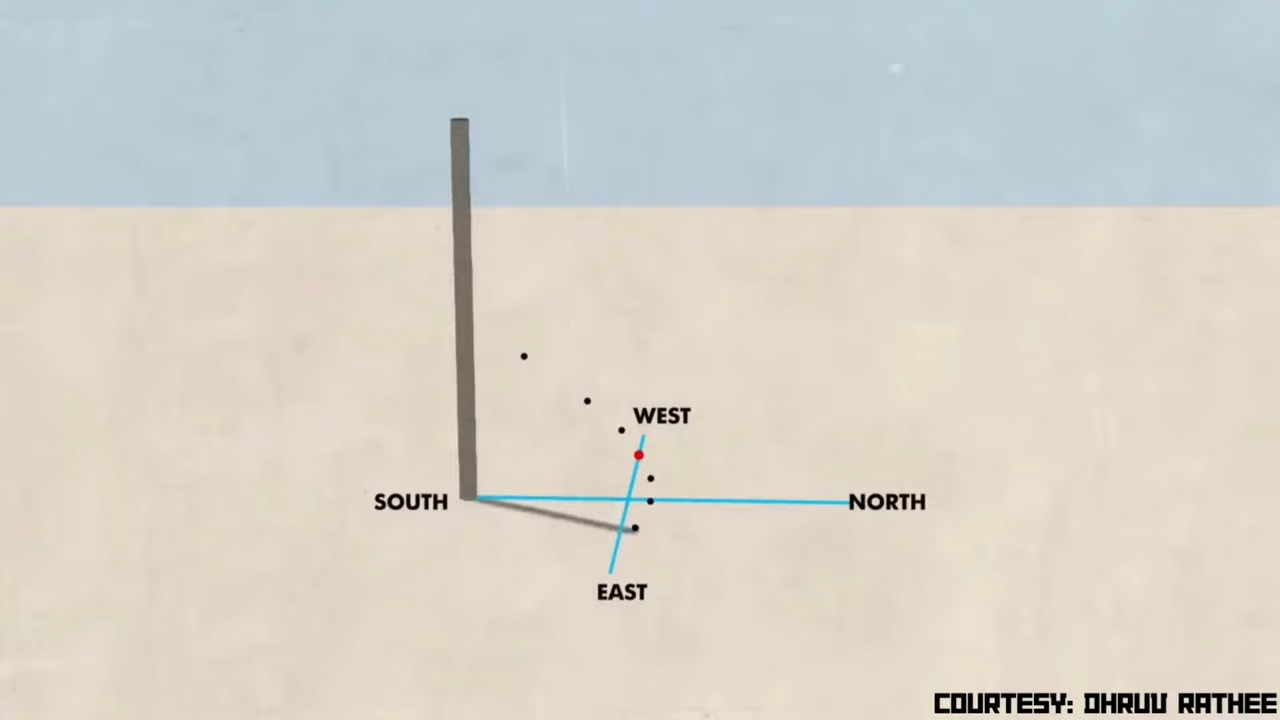 WEST
SOUTH
NORTH
EAST
COURTESY: DHRUV RATHEE